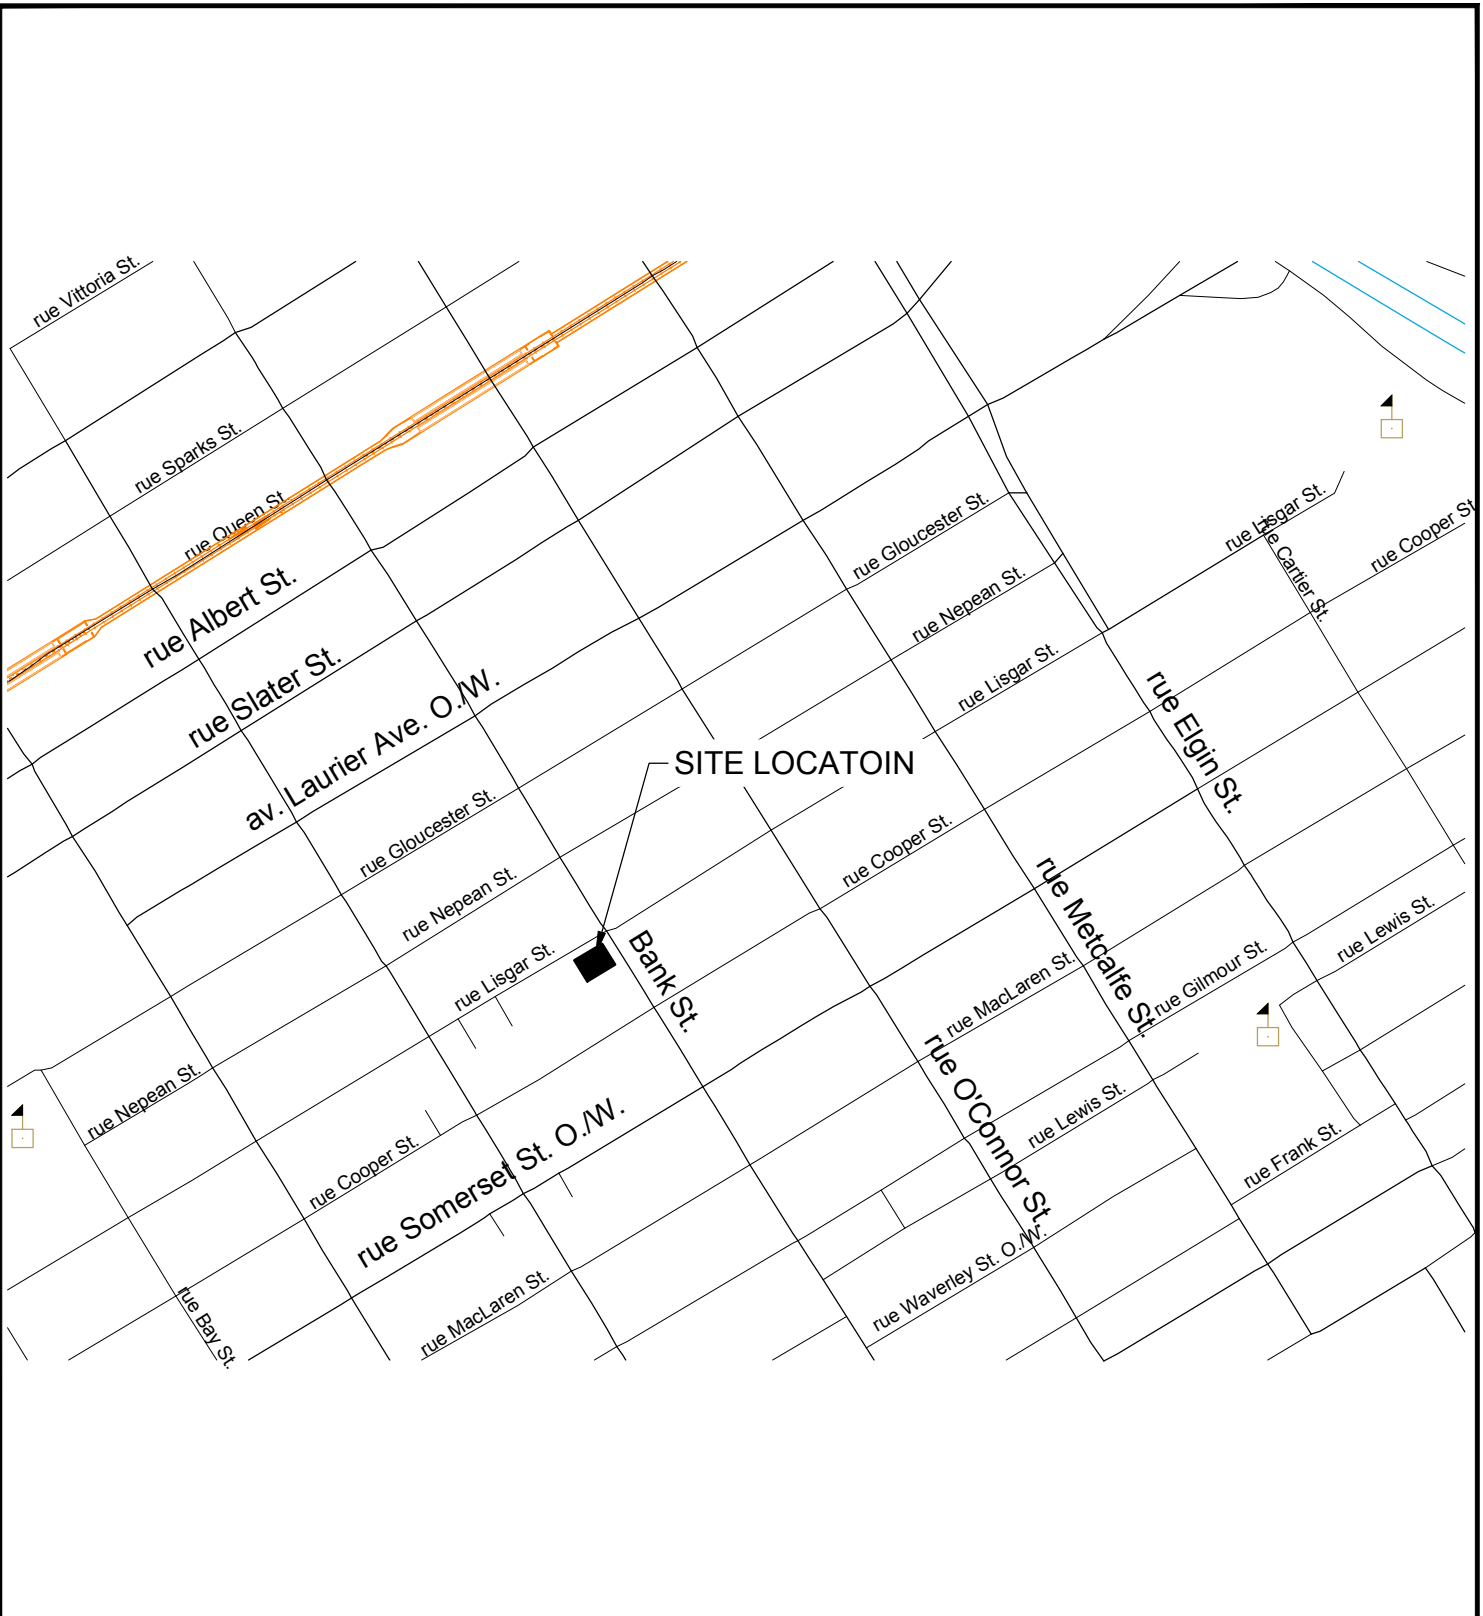 rue Vittoria St.
rue Sparks St.
rue Queen St.
rue Albert St.
rue Slater St.
av. Laurier Ave. O./W.
rue Gloucester St.
rue Nepean St.
rue Lisgar St.
rue Lisgar St.
rue Cartier St.
rue Cooper St.
rue Elgin St.
SITE LOCATOIN
rue Gloucester St.
rue Nepean St.
rue Lisgar St.
Bank St.
rue Cooper St.
rue Metcalfe St.
rue MacLaren St.
rue Gilmour St.
rue Lewis St.
rue O'Connor St.
rue Lewis St.
rue Nepean St.
rue Cooper St.
rue Somerset St. O./W.
rue Frank St.
rue Waverley St. O./W.
rue MacLaren St.
rue Bay St.